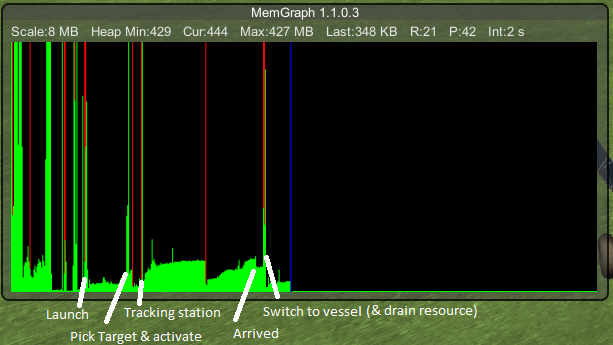 MemGraph 1.1.0.3
Scale:8 MB Heap Min:429 Cur:444 Max:427 MB Last:348 KB R:21 P:42 Int:2 s
Launch
Tracking station
Switch to vessel (& drain resource)
Pick Target & activate
Arrived